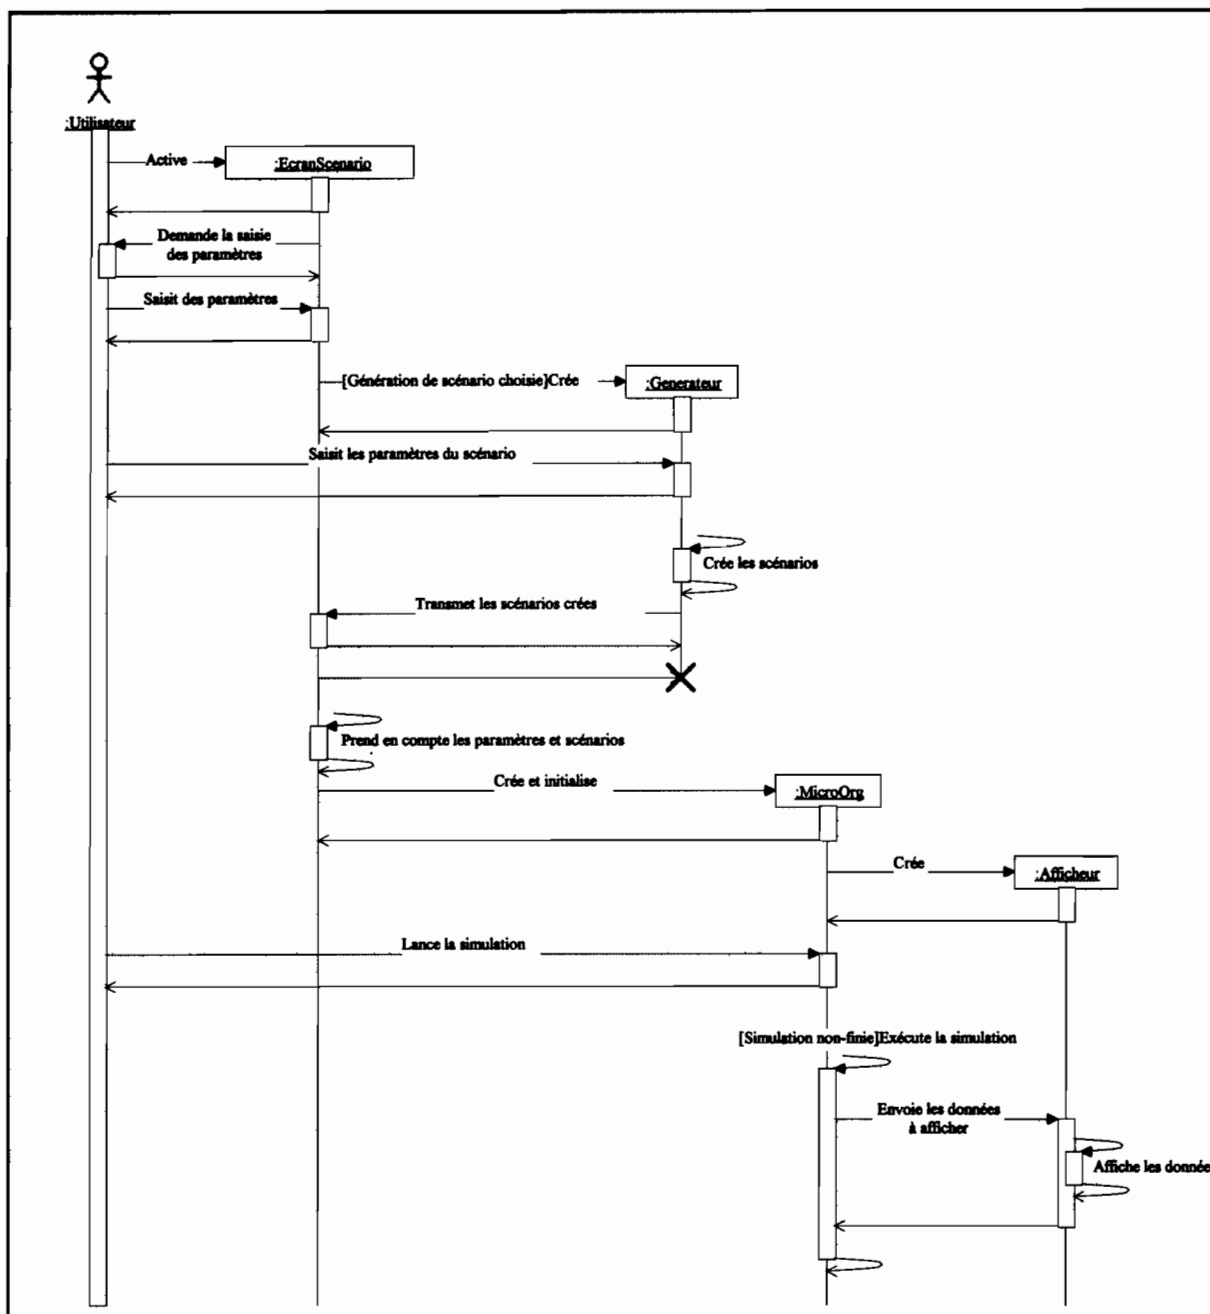 :Utilisateur
Active
:EcranScenario
Demande la saisie
des paramètres
Saisit des paramètres
[Génération de scénario choisie]Crée
:Generateur
Saisit les paramètres du scénario
Crée les scénarios
Transmet les scénarios crées
Prend en compte les paramètres et scénarios
Crée et initialise
:MicroOrg
Crée
:Afficheur
Lance la simulation
[Simulation non-finie]Exécute la simulation
Envoie les données
à afficher
Affiche les donnée